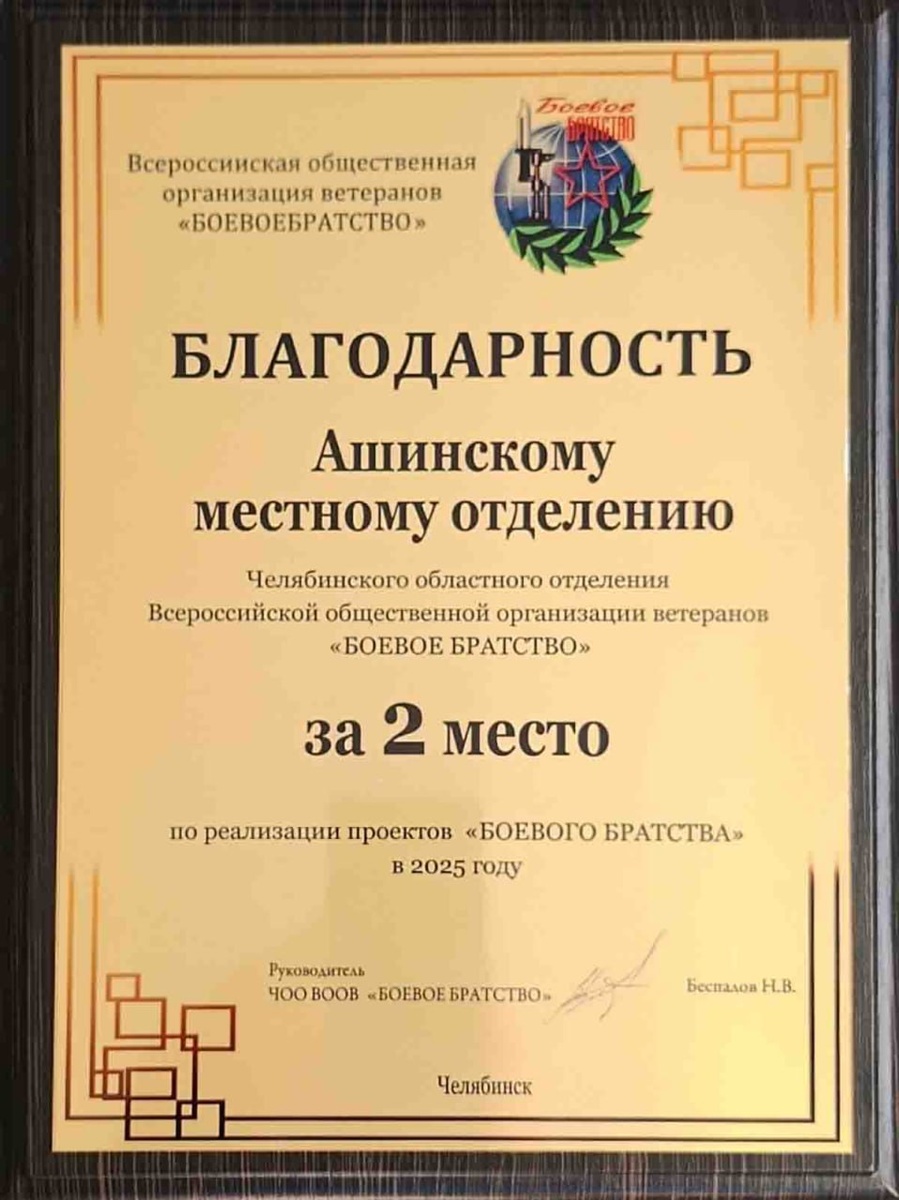 Всероссийская общественная
организация ветеранов
«БОЕВОЕБРАТСТВО»
Боевое
БРАТСТВО
БЛАГОДАРНОСТЬ
Ашинскому
местному отделению
Челябинского областного отделения
Всероссийской общественной организации ветеранов
«БОЕВОЕ БРАТСТВО»
за 2 место
по реализации проектов «БОЕВОГО БРАТСТВА»
в 2025 году
Руководитель
ЧОО ВООВ «БОЕВОЕ БРАТСТВО»
Беспалов Н.В.
Челябинск